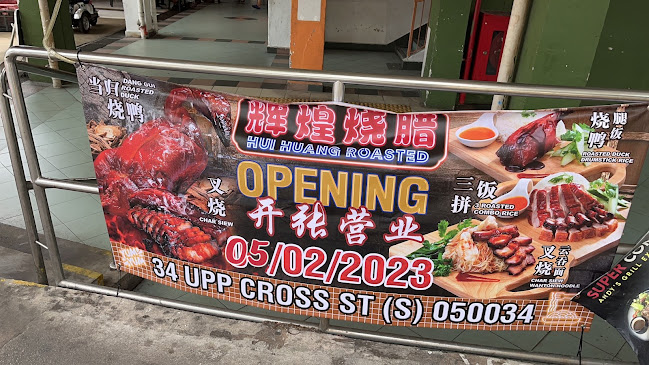 当归
烧鸭
DANG GUI
ROASTED
DUCK
叉烧
CHAR SIEW
辉煌烧腊
HUI HUANG ROASTED
OPENING
开张营业
05/02/2023
34 UPP CROSS ST (S) 050034
烧鸭
腿饭
ROASTED DUCK
DRUMSTICK RICE
三饭
拼
3 ROASTED
COMBO RICE
叉烧
云吞面
CHAR SIEW
WANTON NOODLE
SUPER